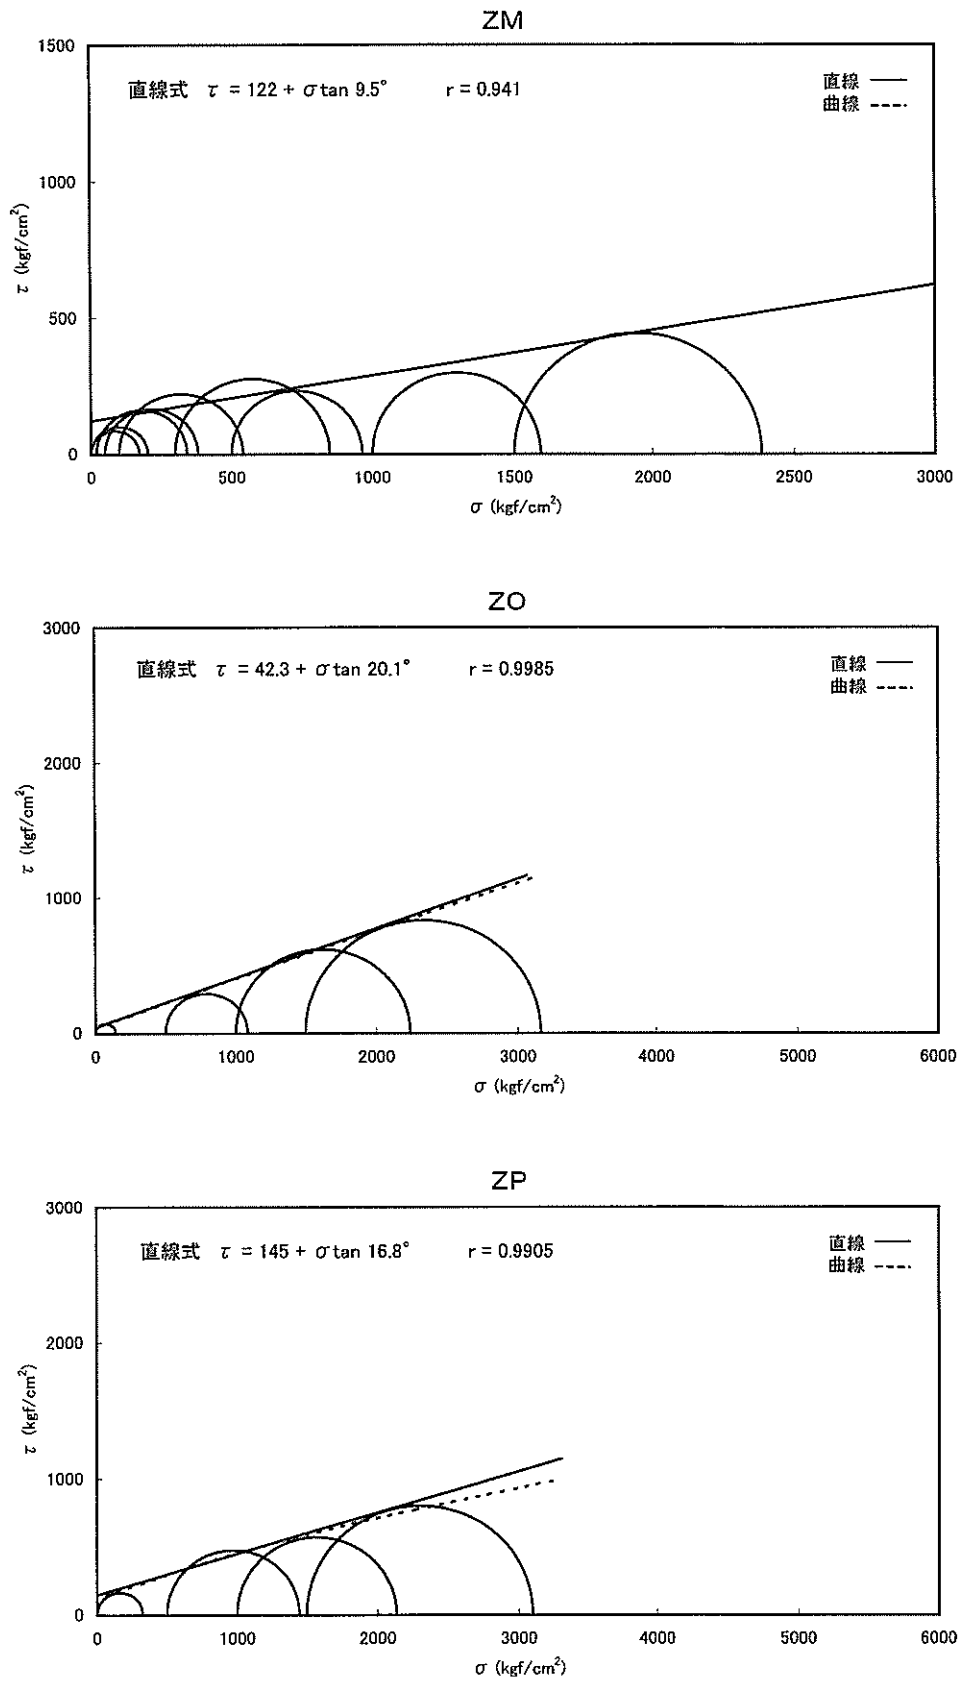 ZM
1500
直線式 τ = 122 + σ tan 9.5° r = 0.941
直線
曲線
1000
τ (kgf/cm²)
500
0
0 500 1000 1500 2000 2500 3000
σ (kgf/cm²)
ZO
3000
直線式 τ = 42.3 + σ tan 20.1° r = 0.9985
直線
曲線
2000
τ (kgf/cm²)
1000
0
0 1000 2000 3000 4000 5000 6000
σ (kgf/cm²)
ZP
3000
直線式 τ = 145 + σ tan 16.8° r = 0.9905
直線
曲線
2000
τ (kgf/cm²)
1000
0
0 1000 2000 3000 4000 5000 6000
σ (kgf/cm²)